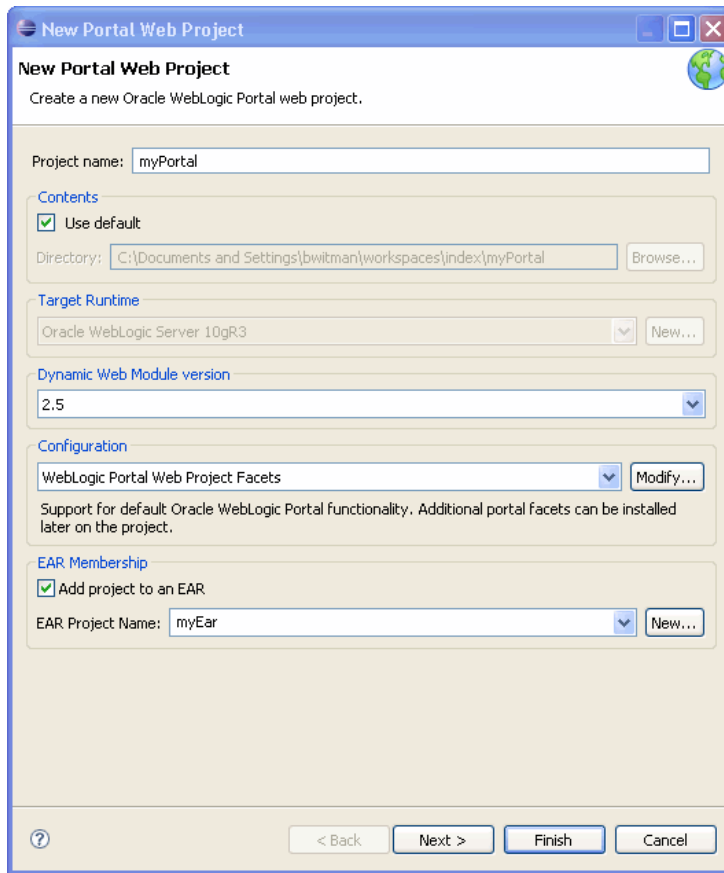 New Portal Web Project
New Portal Web Project
Create a new Oracle WebLogic Portal web project.
Project name: myPortal
Contents
Use default
Directory: C:\Documents and Settings\bwitman\workspaces\index\myPortal Browse...
Target Runtime
Oracle WebLogic Server 10gR3 New...
Dynamic Web Module version
2.5
Configuration
WebLogic Portal Web Project Facets Modify...
Support for default Oracle WebLogic Portal functionality. Additional portal facets can be installed
later on the project.
EAR Membership
Add project to an EAR
EAR Project Name: myEar New...
? < Back Next > Finish Cancel